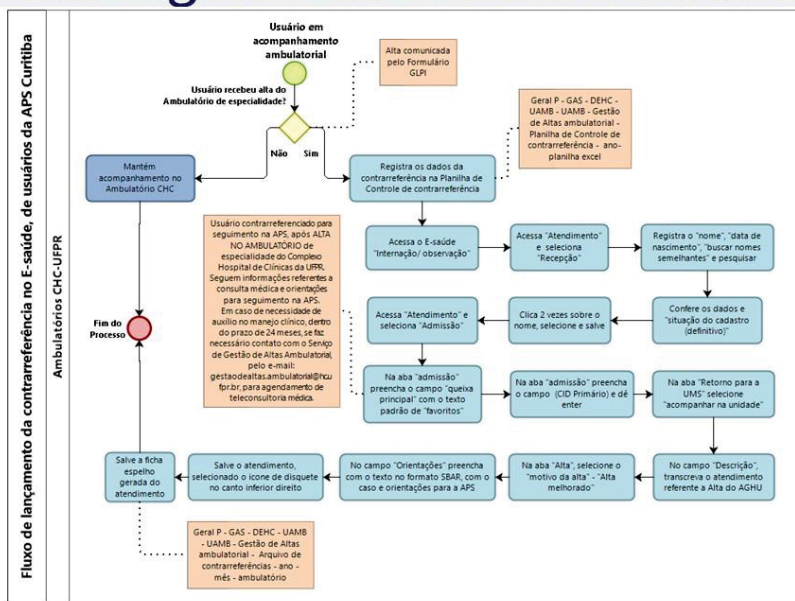 Fluxo de lançamento da contrarreferência no E-saúde, de usuários da APS Curitiba
Ambulatórios CHC-UFPR
Usuário em
acompanhamento
ambulatorial
Alta comunicada
pelo Formulário
GLPI
Usuário recebeu alta do
Ambulatório de especialidade?
Não
Sim
Geral P - GAS - DEHC -
UAMB - UAMB - Gestão
de Altas ambulatorial -
Planilha de Controle de
contrarreferência - ano-
planilha excel
Mantém
acompanhamento no
Ambulatório CHC
Registra os dados da
contrarreferência na Planilha de
Controle de contrarreferência
Usuário contrarreferenciado para
seguimento na APS, após ALTA
NO AMBULATÓRIO de
especialidade do Complexo
Hospital de Clínicas da UFPR.
Seguem informações referentes a
consulta médica e orientações
para seguimento na APS.
Em caso de necessidade de
auxílio no manejo clínico, dentro
do prazo de 24 meses, se faz
necessário contato com o Serviço
de Gestão de Altas Ambulatorial,
pelo e-mail:
gestaodealtas.ambulatorial@hcu
fpr.br, para agendamento de
teleconsultoria médica.
Acessa o E-saúde
"Internação/ observação"
Acessa "Atendimento"
e seleciona
"Recepção"
Registra o "nome", "data de
nascimento", "buscar nomes
semelhantes" e pesquisar
Confere os dados e
"situação do cadastro
(definitivo)"
Clica 2 vezes sobre o
nome, selecione e salve
Acessa "Atendimento" e
seleciona "Admissão"
Fim do
Processo
Na aba "admissão"
preencha o campo "queixa
principal" com o texto
padrão de "favoritos"
Na aba "admissão" preencha
o campo (CID Primário) e dê
enter
Na aba "Retorno para a
UMS" selecione
"acompanhar na unidade"
No campo "Descrição",
transcreva o atendimento
referente a Alta do AGHU
Na aba "Alta", selecione o
"motivo da alta" - "Alta
melhorado"
No campo "Orientações" preencha
com o texto no formato SBAR, com o
caso e orientações para a APS
Salve o atendimento,
selecionado o ícone de disquete
no canto inferior direito
Salve a ficha
espelho
gerada do
atendimento
Geral P - GAS - DEHC - UAMB
- UAMB - Gestão de Altas
ambulatorial - Arquivo de
contrarreferências - ano -
mês - ambulatório